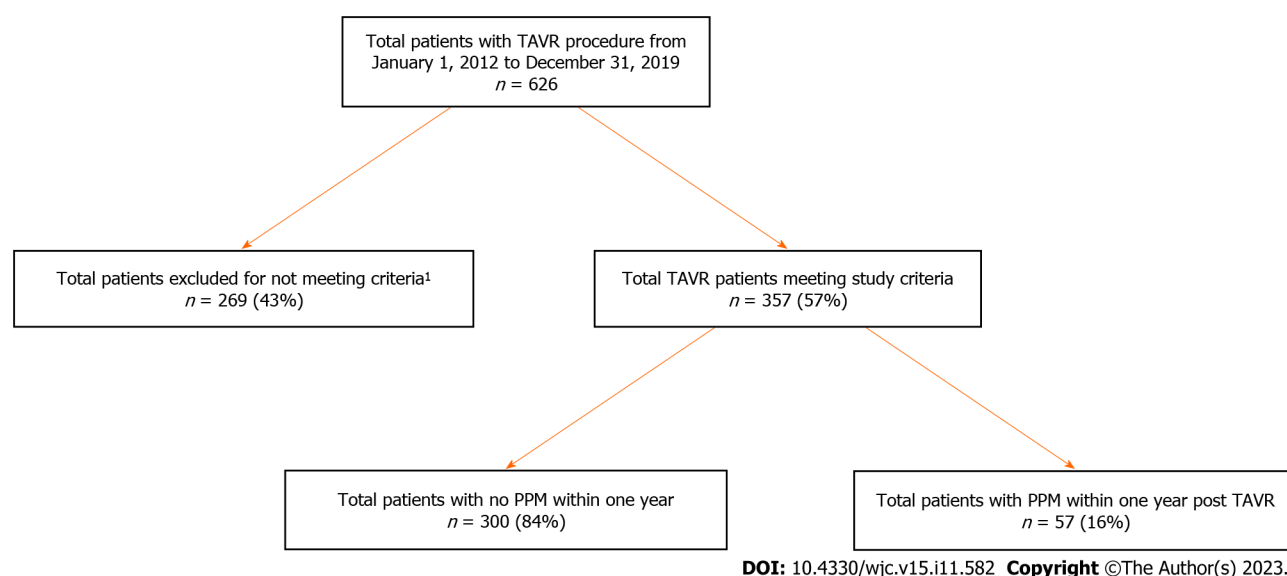 Total patients with TAVR procedure from
January 1, 2012 to December 31, 2019
n = 626
Total patients excluded for not meeting criteria¹
n = 269 (43%)
Total TAVR patients meeting study criteria
n = 357 (57%)
Total patients with no PPM within one year
n = 300 (84%)
Total patients with PPM within one year post TAVR
n = 57 (16%)
DOI: 10.4330/wjc.v15.i11.582 Copyright ©The Author(s) 2023.